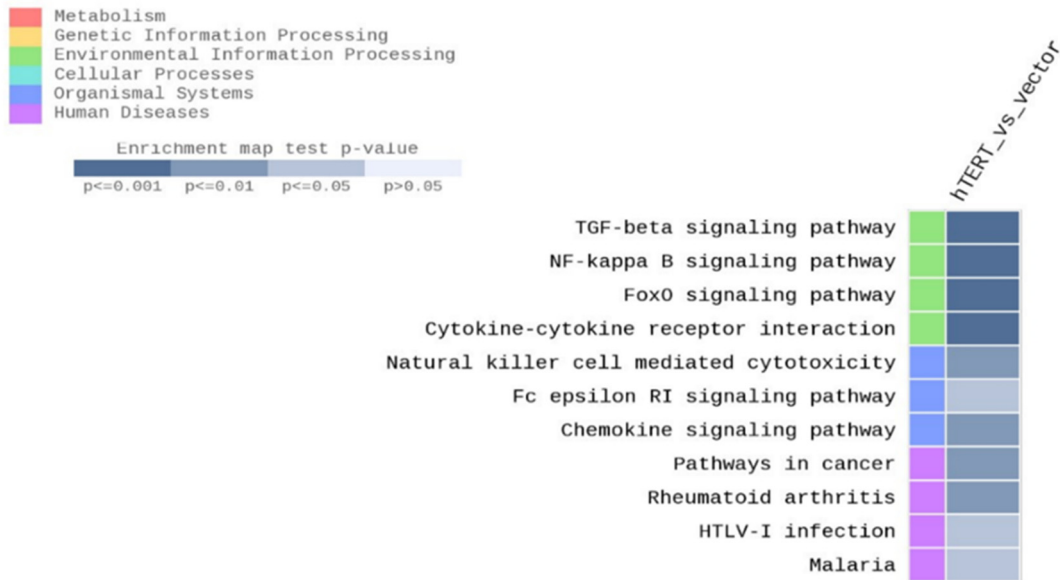 Metabolism
Genetic Information Processing
Environmental Information Processing
Cellular Processes
Organismal Systems
Human Diseases
Enrichment map test p-value
p<=0.001 p<=0.01 p<=0.05 p>0.05
hTERT_vs_vector
TGF-beta signaling pathway
NF-kappa B signaling pathway
FoxO signaling pathway
Cytokine-cytokine receptor interaction
Natural killer cell mediated cytotoxicity
Fc epsilon RI signaling pathway
Chemokine signaling pathway
Pathways in cancer
Rheumatoid arthritis
HTLV-I infection
Malaria